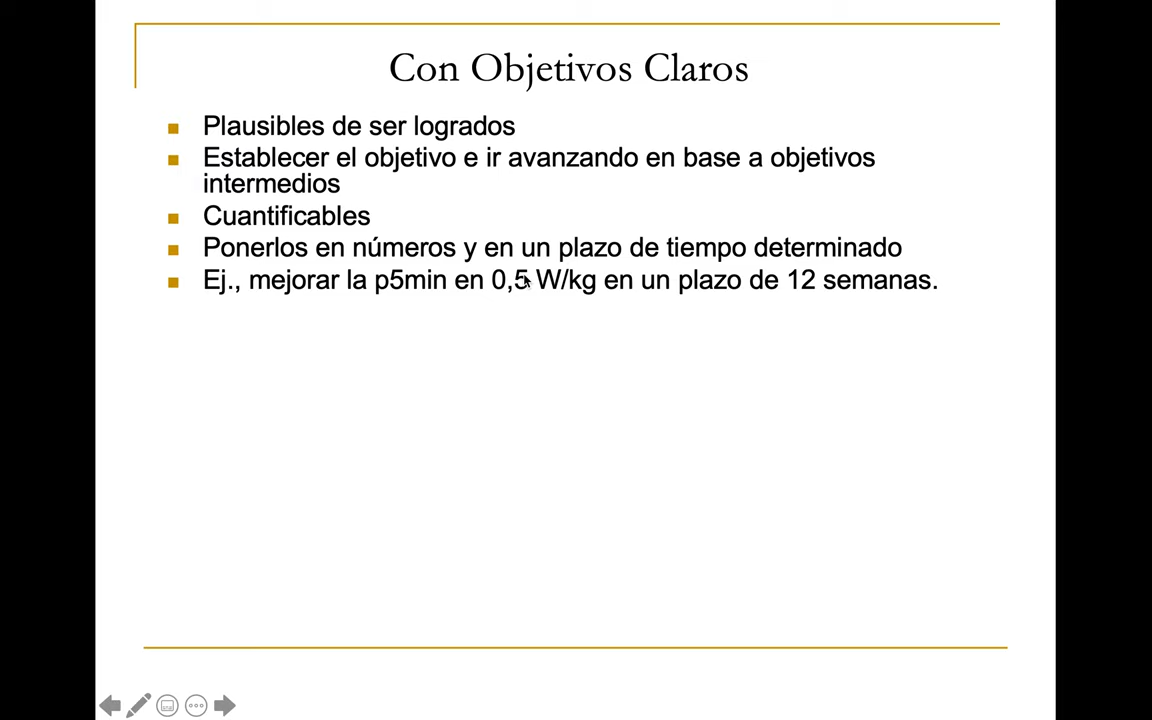 Con Objetivos Claros
Plausibles de ser logrados
Establecer el objetivo e ir avanzando en base a objetivos
intermedios
Cuantificables
Ponerlos en números y en un plazo de tiempo determinado
Ej., mejorar la p5min en 0,5 W/kg en un plazo de 12 semanas.